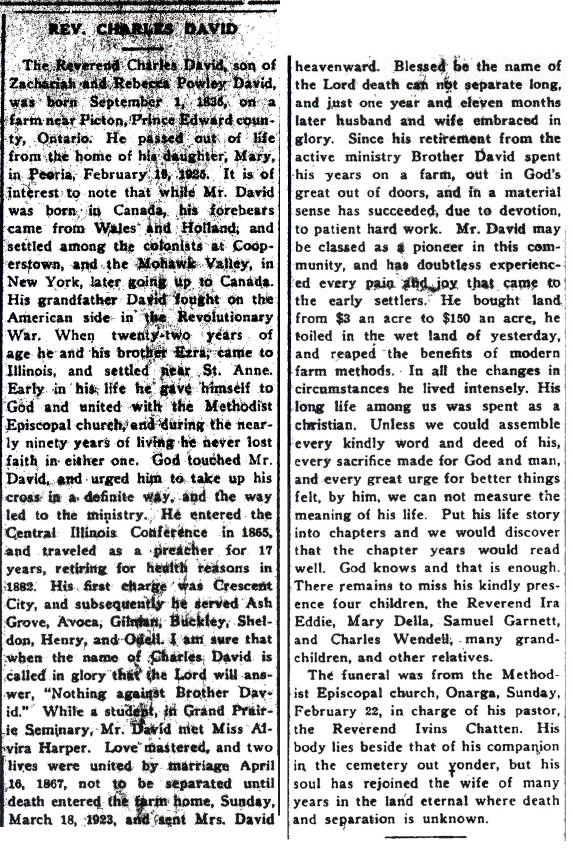 REV. CHARLES DAVID
The Reverend Charles David, son of
Zachariah and Rebecca Powley David,
was born September 1, 1835, on a
farm near Picton, Prince Edward coun-
ty, Ontario. He passed out of life
from the home of his daughter, Mary,
in Peoria, February 19, 1925. It is of
interest to note that while Mr. David
was born in Canada, his forebears
came from Wales and Holland, and
settled among the colonists at Coop-
erstown, and the Mohawk Valley, in
New York, later going up to Canada.
His grandfather David fought on the
American side in the Revolutionary
War. When twenty-two years of
age he and his brother Ezra, came to
Illinois, and settled near St. Anne.
Early in his life he gave himself to
God and united with the Methodist
Episcopal church, and during the near-
ly ninety years of living he never lost
faith in either one. God touched Mr.
David, and urged him to take up his
cross in a definite way, and the way
led to the ministry. He entered the
Central Illinois Conference in 1865,
and traveled as a preacher for 17
years, retiring for health reasons in
1882. His first charge was Crescent
City, and subsequently he served Ash
Grove, Avoca, Gilman, Buckley, Shel-
don, Henry, and Odell. I am sure that
when the name of Charles David is
called in glory that the Lord will ans-
wer, "Nothing against Brother Dav-
id." While a student, in Grand Prair-
ie Seminary, Mr. David met Miss Al-
vira Harper. Love mastered, and two
lives were united by marriage April
16, 1867, not to be separated until
death entered the farm home, Sunday,
March 18, 1923, and sent Mrs. David
heavenward. Blessed be the name of
the Lord death can not separate long,
and just one year and eleven months
later husband and wife embraced in
glory. Since his retirement from the
active ministry Brother David spent
his years on a farm, out in God's
great out of doors, and in a material
sense has succeeded, due to devotion,
to patient hard work. Mr. David may
be classed as a pioneer in this com-
munity, and has doubtless experienc-
ed every pain and joy that came to
the early settlers. He bought land
from $3 an acre to $150 an acre, he
toiled in the wet land of yesterday,
and reaped the benefits of modern
farm methods. In all the changes in
circumstances he lived intensely. His
long life among us was spent as a
christian. Unless we could assemble
every kindly word and deed of his,
every sacrifice made for God and man,
and every great urge for better things
felt, by him, we can not measure the
meaning of his life. Put his life story
into chapters and we would discover
that the chapter years would read
well. God knows and that is enough.
There remains to miss his kindly pres-
ence four children, the Reverend Ira
Eddie, Mary Della, Samuel Garnett,
and Charles Wendell, many grand-
children, and other relatives.
The funeral was from the Method-
ist Episcopal church, Onarga, Sunday,
February 22, in charge of his pastor,
the Reverend Ivins Chatten. His
body lies beside that of his companion
in the cemetery out yonder, but his
soul has rejoined the wife of many
years in the land eternal where death
and separation is unknown.